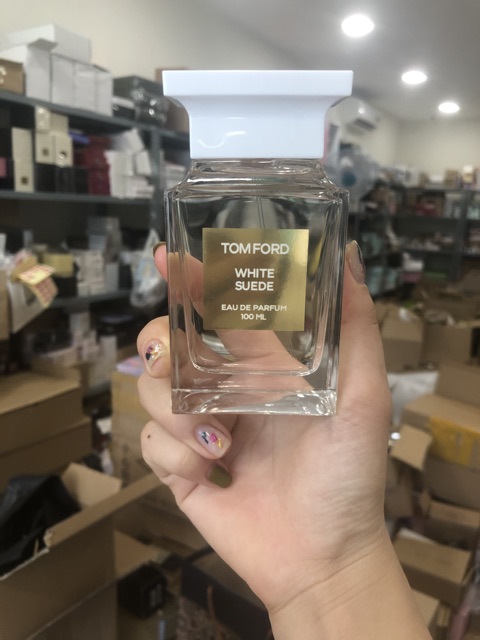 TOM FORD
WHITE
SUEDE
EAU DE PARFUM
100 ML